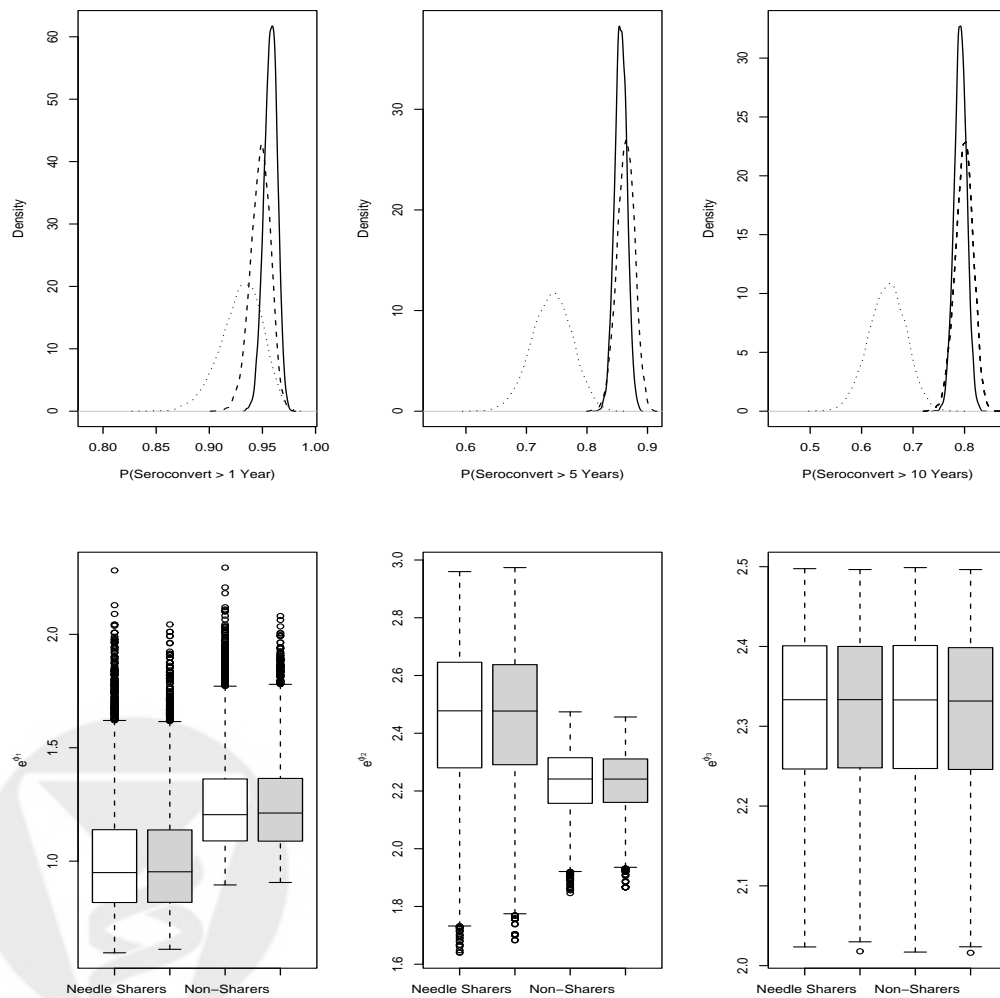 Density
0
10
20
30
40
50
60
0.80 0.85 0.90 0.95 1.00
P(Seroconvert > 1 Year)
Density
0
10
20
30
0.6 0.7 0.8 0.9
P(Seroconvert > 5 Years)
Density
0
5
10
15
20
25
30
0.5 0.6 0.7 0.8
P(Seroconvert > 10 Years)
e^ϕ₁
1.0
1.5
2.0
Needle Sharers Non−Sharers
e^ϕ₂
1.6
1.8
2.0
2.2
2.4
2.6
2.8
3.0
Needle Sharers Non−Sharers
e^ϕ₃
2.0
2.1
2.2
2.3
2.4
2.5
Needle Sharers Non−Sharers